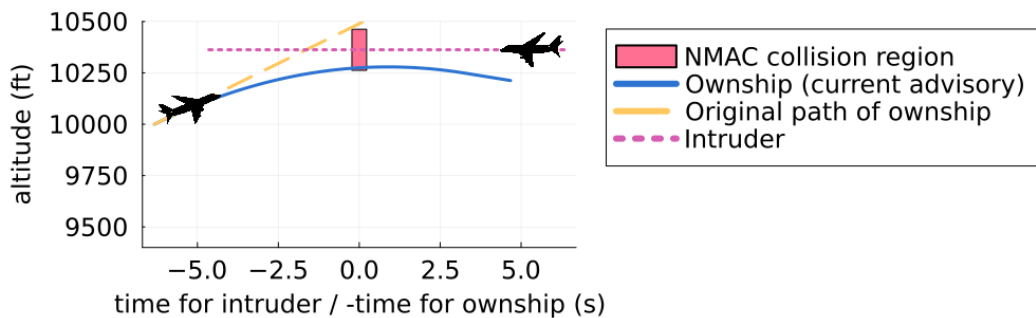 10500
10250
10000
9750
9500
altitude (ft)
−5.0 −2.5 0.0 2.5 5.0
time for intruder / -time for ownship (s)
NMAC collision region
Ownship (current advisory)
Original path of ownship
Intruder